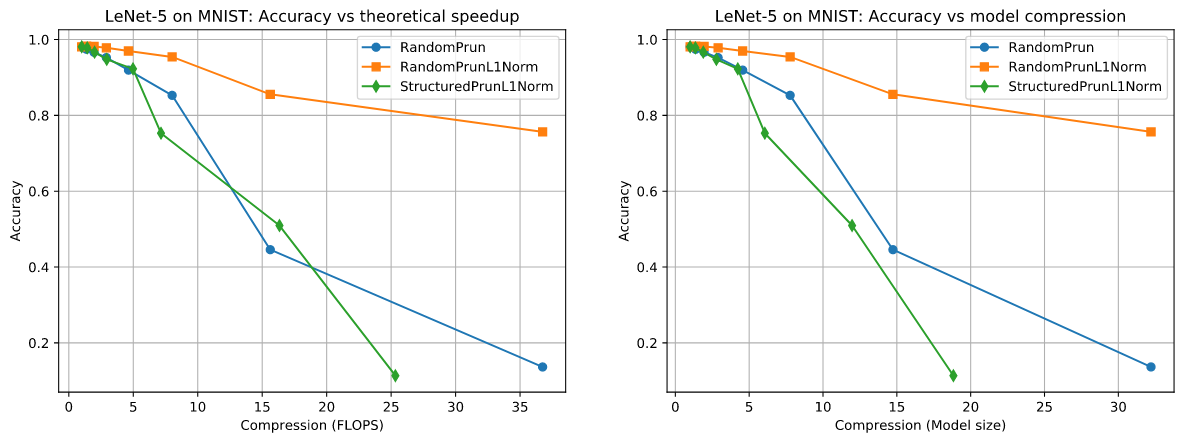 LeNet-5 on MNIST: Accuracy vs theoretical speedup
1.0
0.8
0.6
0.4
0.2
Accuracy
RandomPrun
RandomPrunL1Norm
StructuredPrunL1Norm
0 5 10 15 20 25 30 35
Compression (FLOPS)
LeNet-5 on MNIST: Accuracy vs model compression
1.0
0.8
0.6
0.4
0.2
Accuracy
RandomPrun
RandomPrunL1Norm
StructuredPrunL1Norm
0 5 10 15 20 25 30
Compression (Model size)